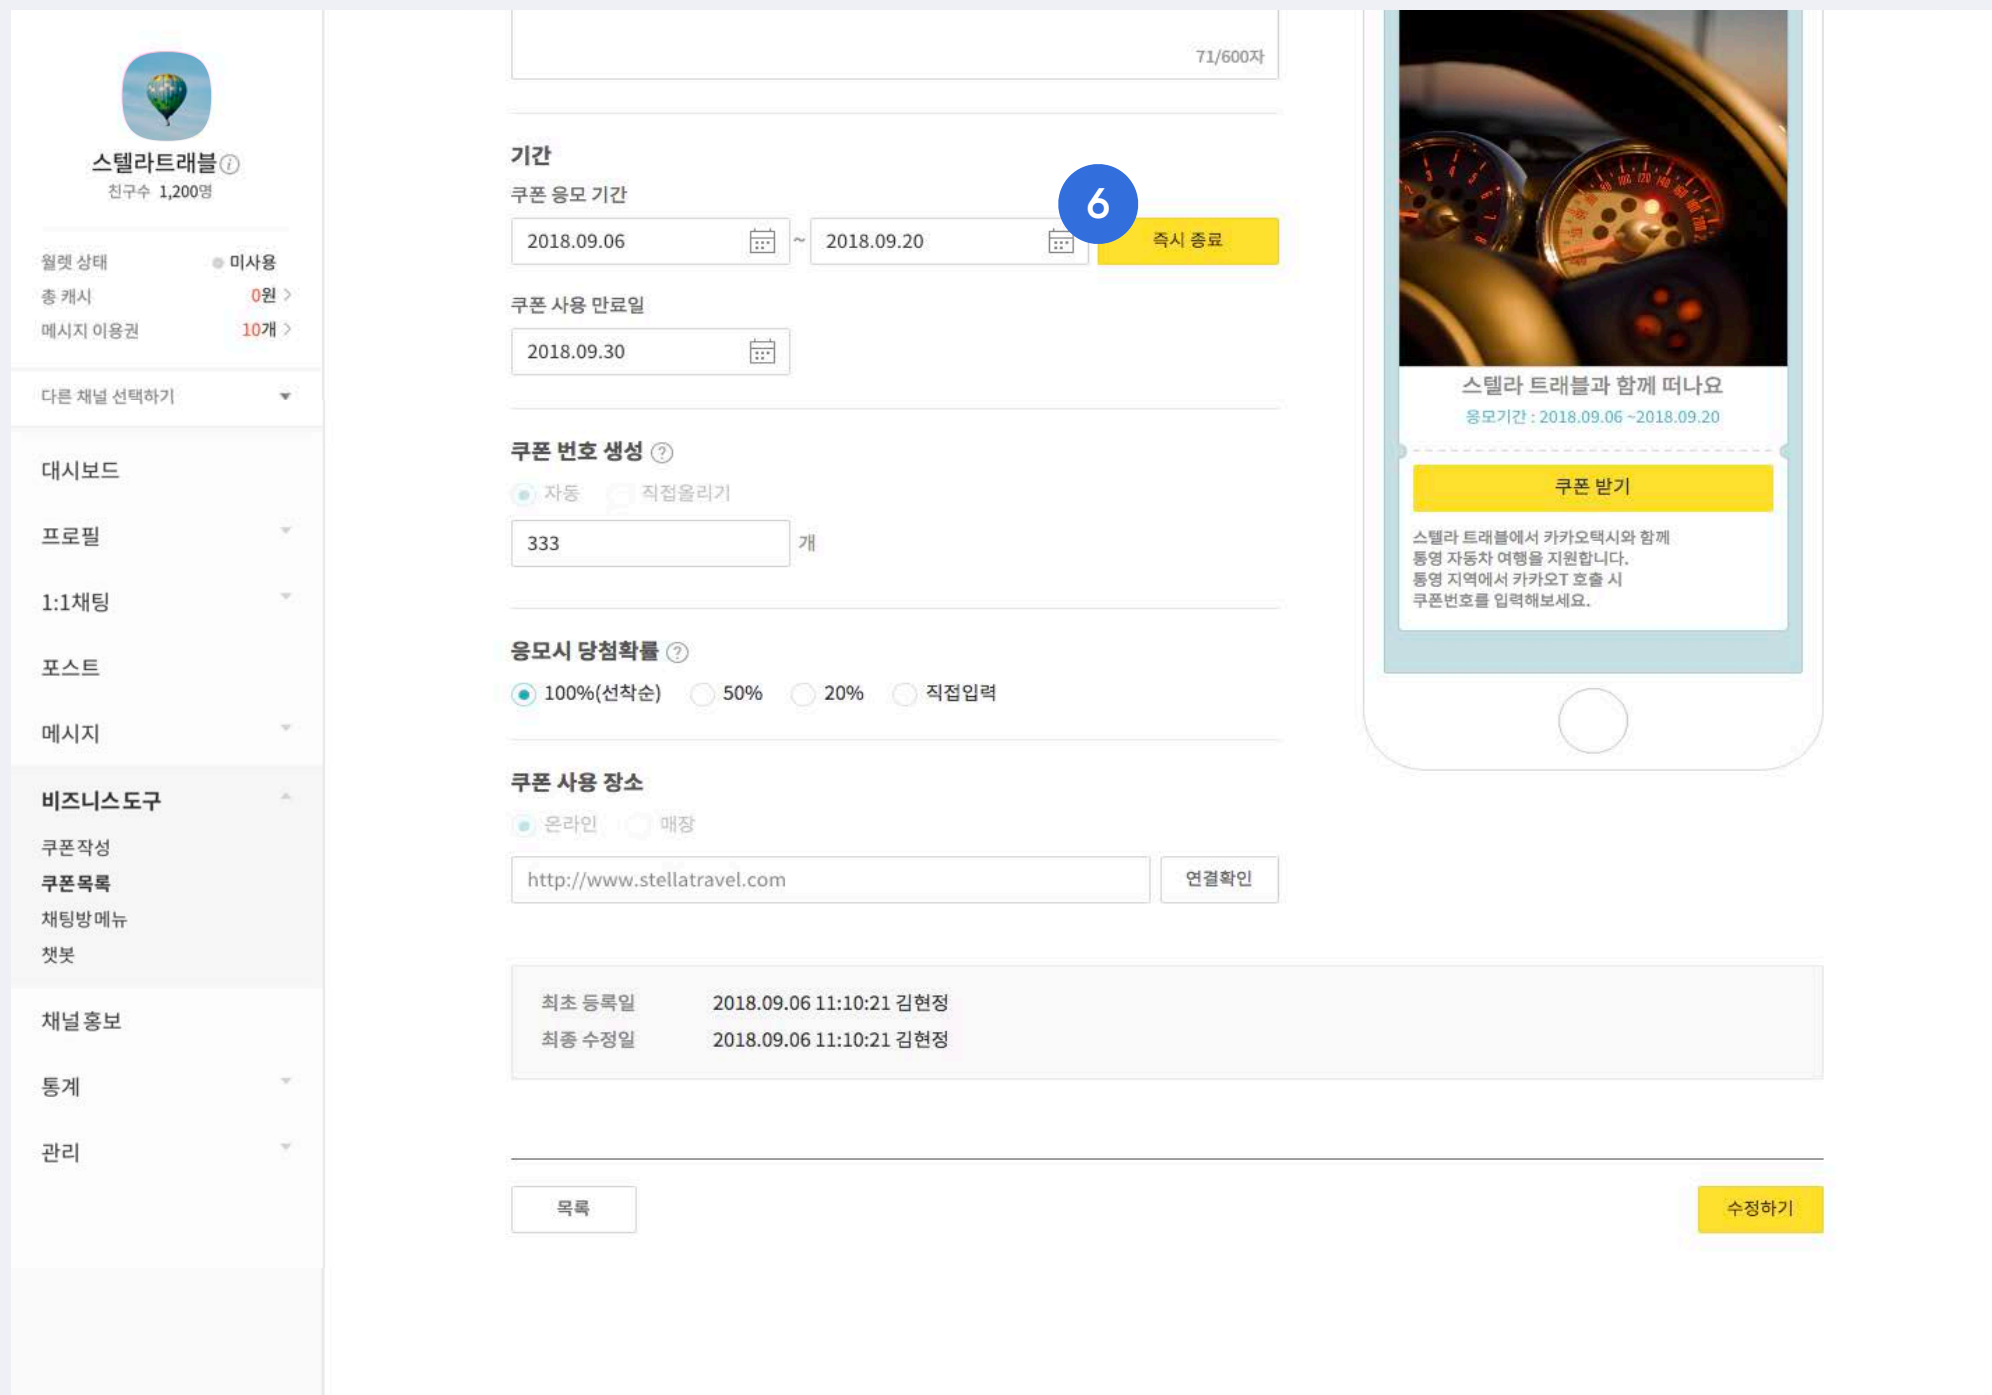 스텔라트래블
친구수 1,200명
월렛 상태 미사용
총 캐시 0원
메시지 이용권 10개
다른 채널 선택하기
대시보드
프로필
1:1채팅
포스트
메시지
비즈니스 도구
쿠폰 작성
쿠폰 목록
채팅방 메뉴
챗봇
채널 홍보
통계
관리
71/600자
기간
쿠폰 응모 기간
2018.09.06 ~ 2018.09.20
6
즉시 종료
쿠폰 사용 만료일
2018.09.30
쿠폰 번호 생성 ?
자동 직접올리기
333 개
응모시 당첨확률 ?
100%(선착순) 50% 20% 직접입력
쿠폰 사용 장소
온라인 매장
http://www.stellatravel.com 연결확인
최초 등록일 2018.09.06 11:10:21 김현정
최종 수정일 2018.09.06 11:10:21 김현정
목록
수정하기
스텔라 트래블과 함께 떠나요
응모기간 : 2018.09.06 ~2018.09.20
쿠폰 받기
스텔라 트래블에서 카카오택시와 함께
통영 자동차 여행을 지원합니다.
통영 지역에서 카카오T 호출 시
쿠폰번호를 입력해보세요.